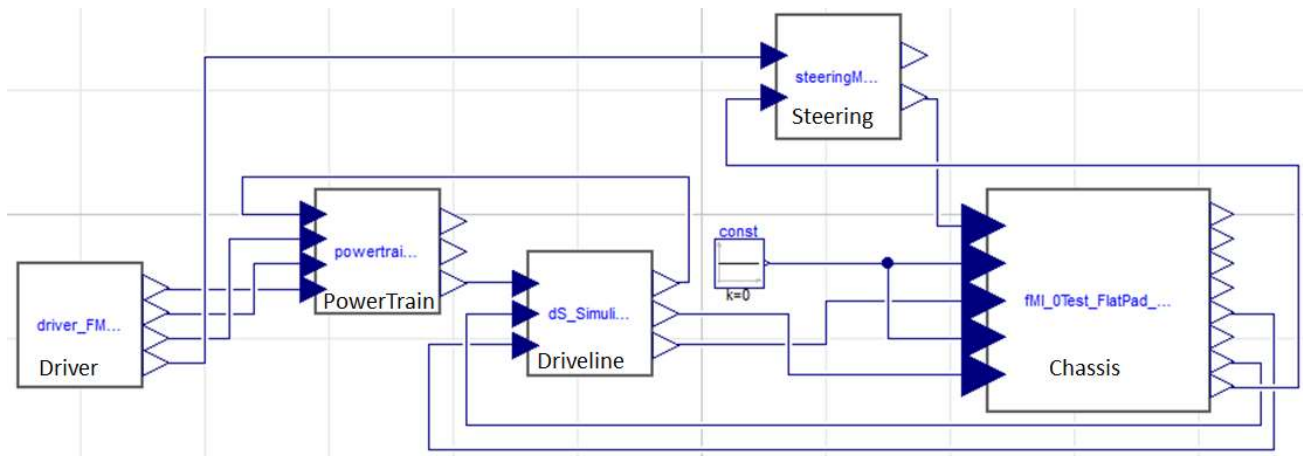 steeringM...
Steering
powertrai...
PowerTrain
const
k=0
driver_FM...
Driver
dS_Simuli...
Driveline
fMI_0Test_FlatPad_...
Chassis